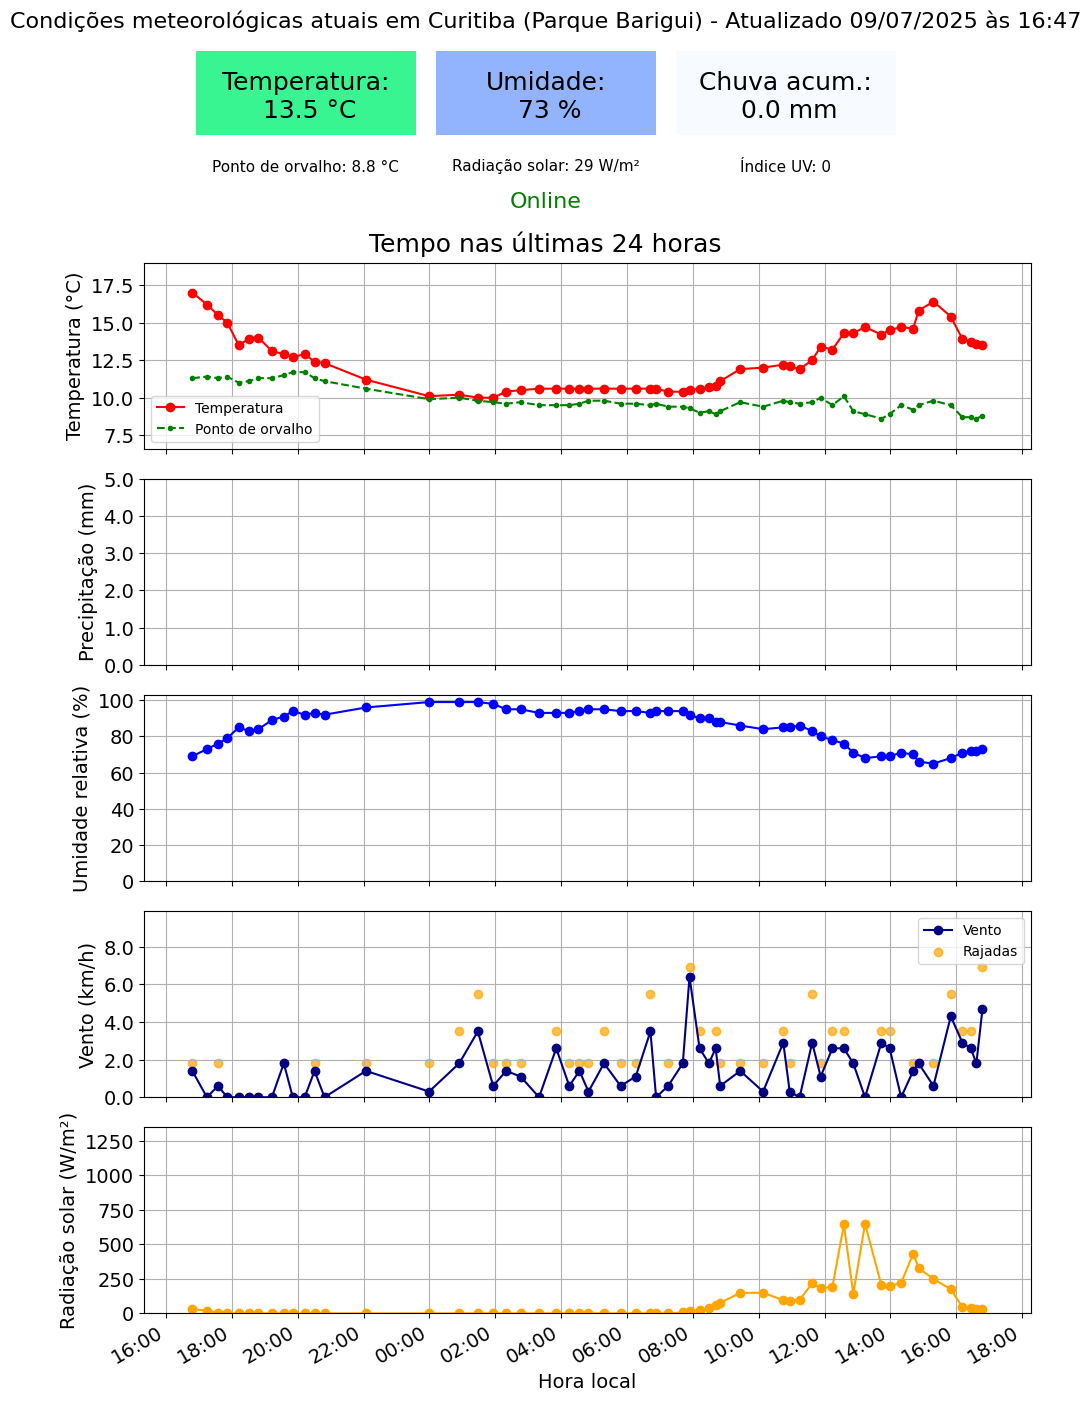 Condições meteorológicas atuais em Curitiba (Parque Barigui) - Atualizado 09/07/2025 às 16:47
Temperatura:
13.5 °C
Umidade:
73 %
Chuva acum.:
0.0 mm
Ponto de orvalho: 8.8 °C
Radiação solar: 29 W/m²
Índice UV: 0
Online
Tempo nas últimas 24 horas
Temperatura (°C)
17.5
15.0
12.5
10.0
7.5
Temperatura
Ponto de orvalho
Precipitação (mm)
5.0
4.0
3.0
2.0
1.0
0.0
Umidade relativa (%)
100
80
60
40
20
0
Vento (km/h)
8.0
6.0
4.0
2.0
0.0
Vento
Rajadas
Radiação solar (W/m²)
1250
1000
750
500
250
0
16:00
18:00
20:00
22:00
00:00
02:00
04:00
06:00
08:00
10:00
12:00
14:00
16:00
18:00
Hora local